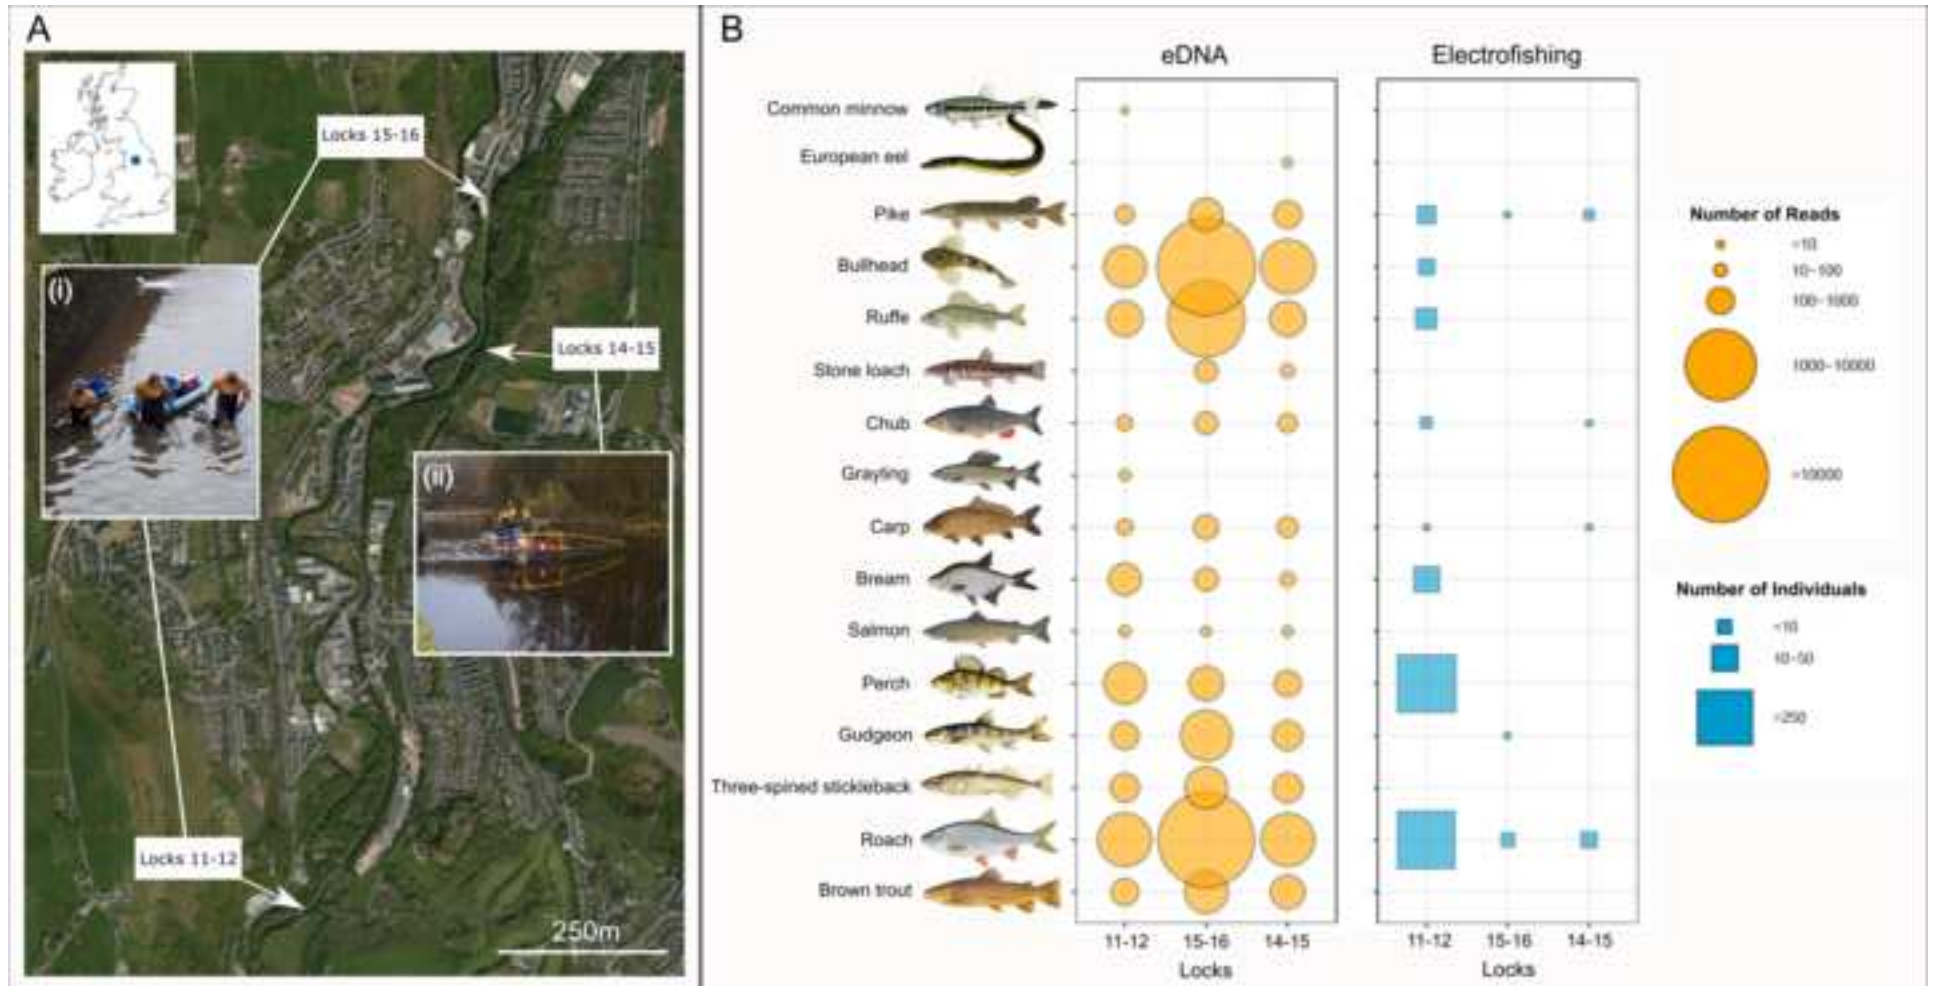 A
Locks 15-16
(i)
Locks 14-15
(ii)
Locks 11-12
250m
B
eDNA
Electrofishing
Common minnow
European eel
Pike
Bullhead
Ruffe
Stone loach
Chub
Grayling
Carp
Bream
Salmon
Perch
Gudgeon
Three-spined stickleback
Roach
Brown trout
11-12 15-16 14-15
Locks
11-12 15-16 14-15
Locks
Number of Reads
<10
10-100
100-1000
1000-10000
Number of Individuals
<10
10-50